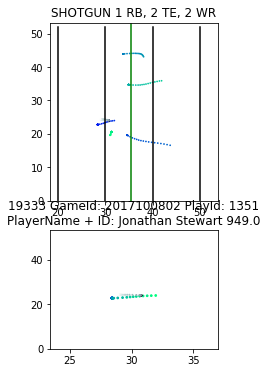 SHOTGUN 1 RB, 2 TE, 2 WR
50
40
30
20
10
0
20 30 40 50
19333 GameId: 2017100802 PlayId: 1351
PlayerName + ID: Jonathan Stewart 949.0
40
20
0
25 30 35